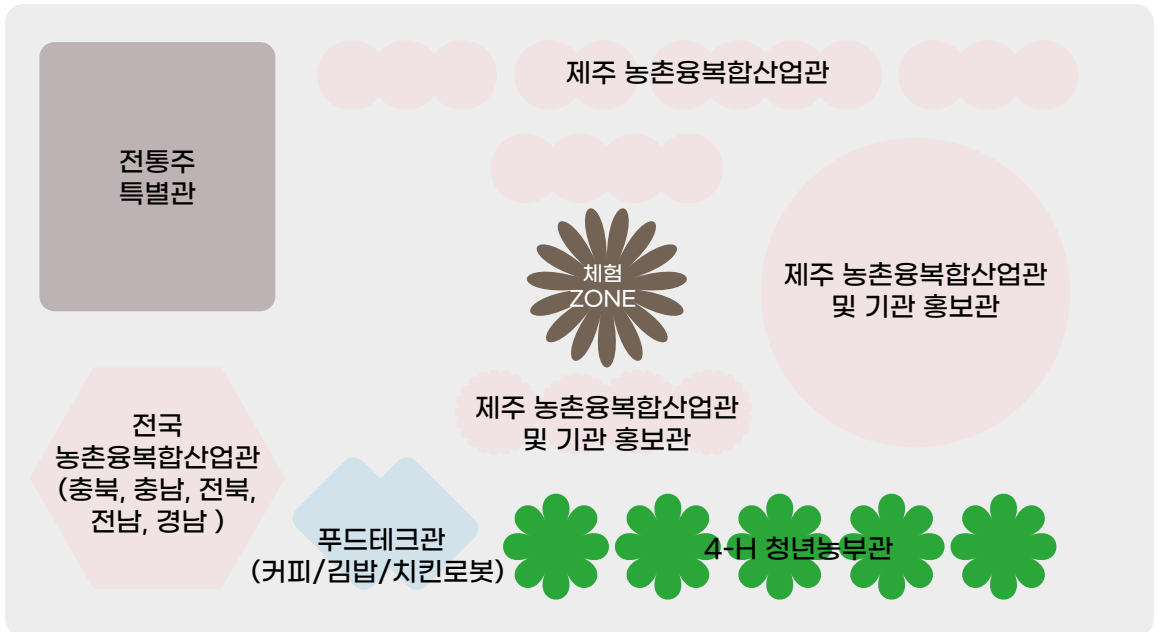 제주 농촌융복합산업관
전통주
특별관
체험
ZONE
제주 농촌융복합산업관
및 기관 홍보관
제주 농촌융복합산업관
및 기관 홍보관
전국
농촌융복합산업관
(충북, 충남, 전북,
전남, 경남 )
푸드테크관
(커피/김밥/치킨로봇)
4-H 청년농부관